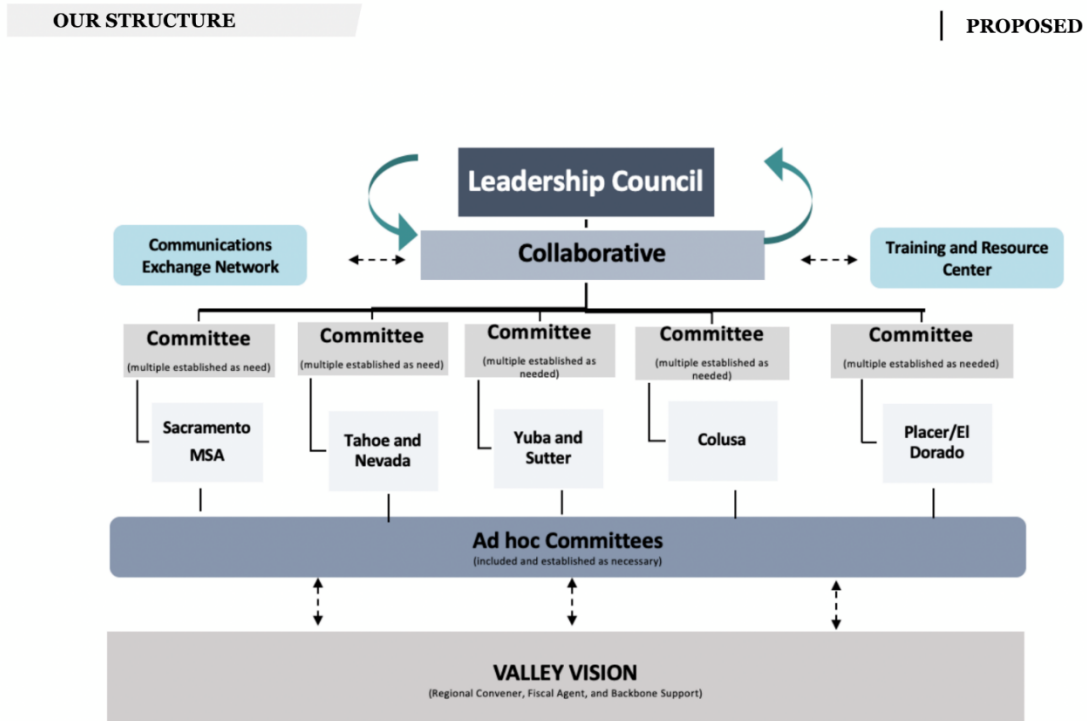 OUR STRUCTURE
PROPOSED
Leadership Council
Collaborative
Communications
Exchange Network
Training and Resource
Center
Committee
(multiple established as need)
Committee
(multiple established as need)
Committee
(multiple established as
needed)
Committee
(multiple established as
needed)
Committee
(multiple established as needed)
Sacramento
MSA
Tahoe and
Nevada
Yuba and
Sutter
Colusa
Placer/El
Dorado
Ad hoc Committees
(included and established as necessary)
VALLEY VISION
(Regional Convener, Fiscal Agent, and Backbone Support)